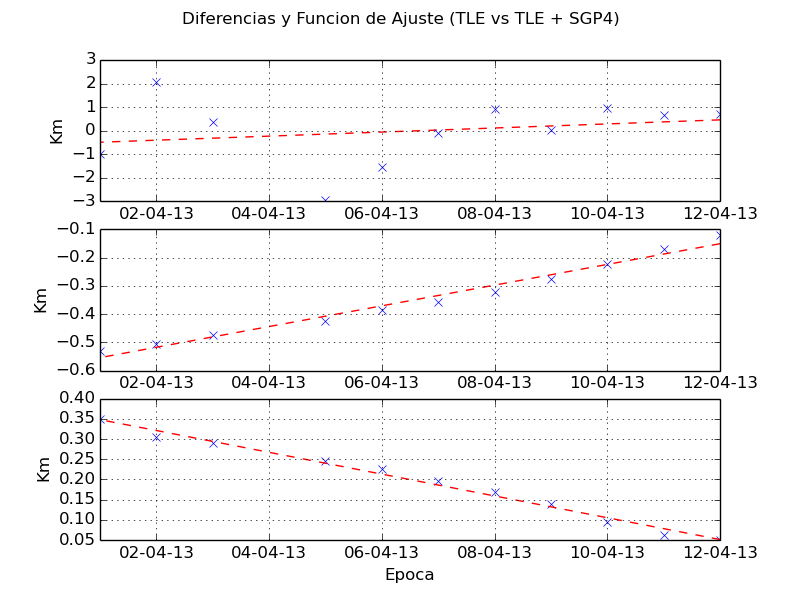 Diferencias y Funcion de Ajuste (TLE vs TLE + SGP4)
3
2
1
0
−1
−2
−3
Km
02-04-13 04-04-13 06-04-13 08-04-13 10-04-13 12-04-13
−0.1
−0.2
−0.3
−0.4
−0.5
−0.6
Km
02-04-13 04-04-13 06-04-13 08-04-13 10-04-13 12-04-13
0.40
0.35
0.30
0.25
0.20
0.15
0.10
0.05
Km
02-04-13 04-04-13 06-04-13 08-04-13 10-04-13 12-04-13
Epoca